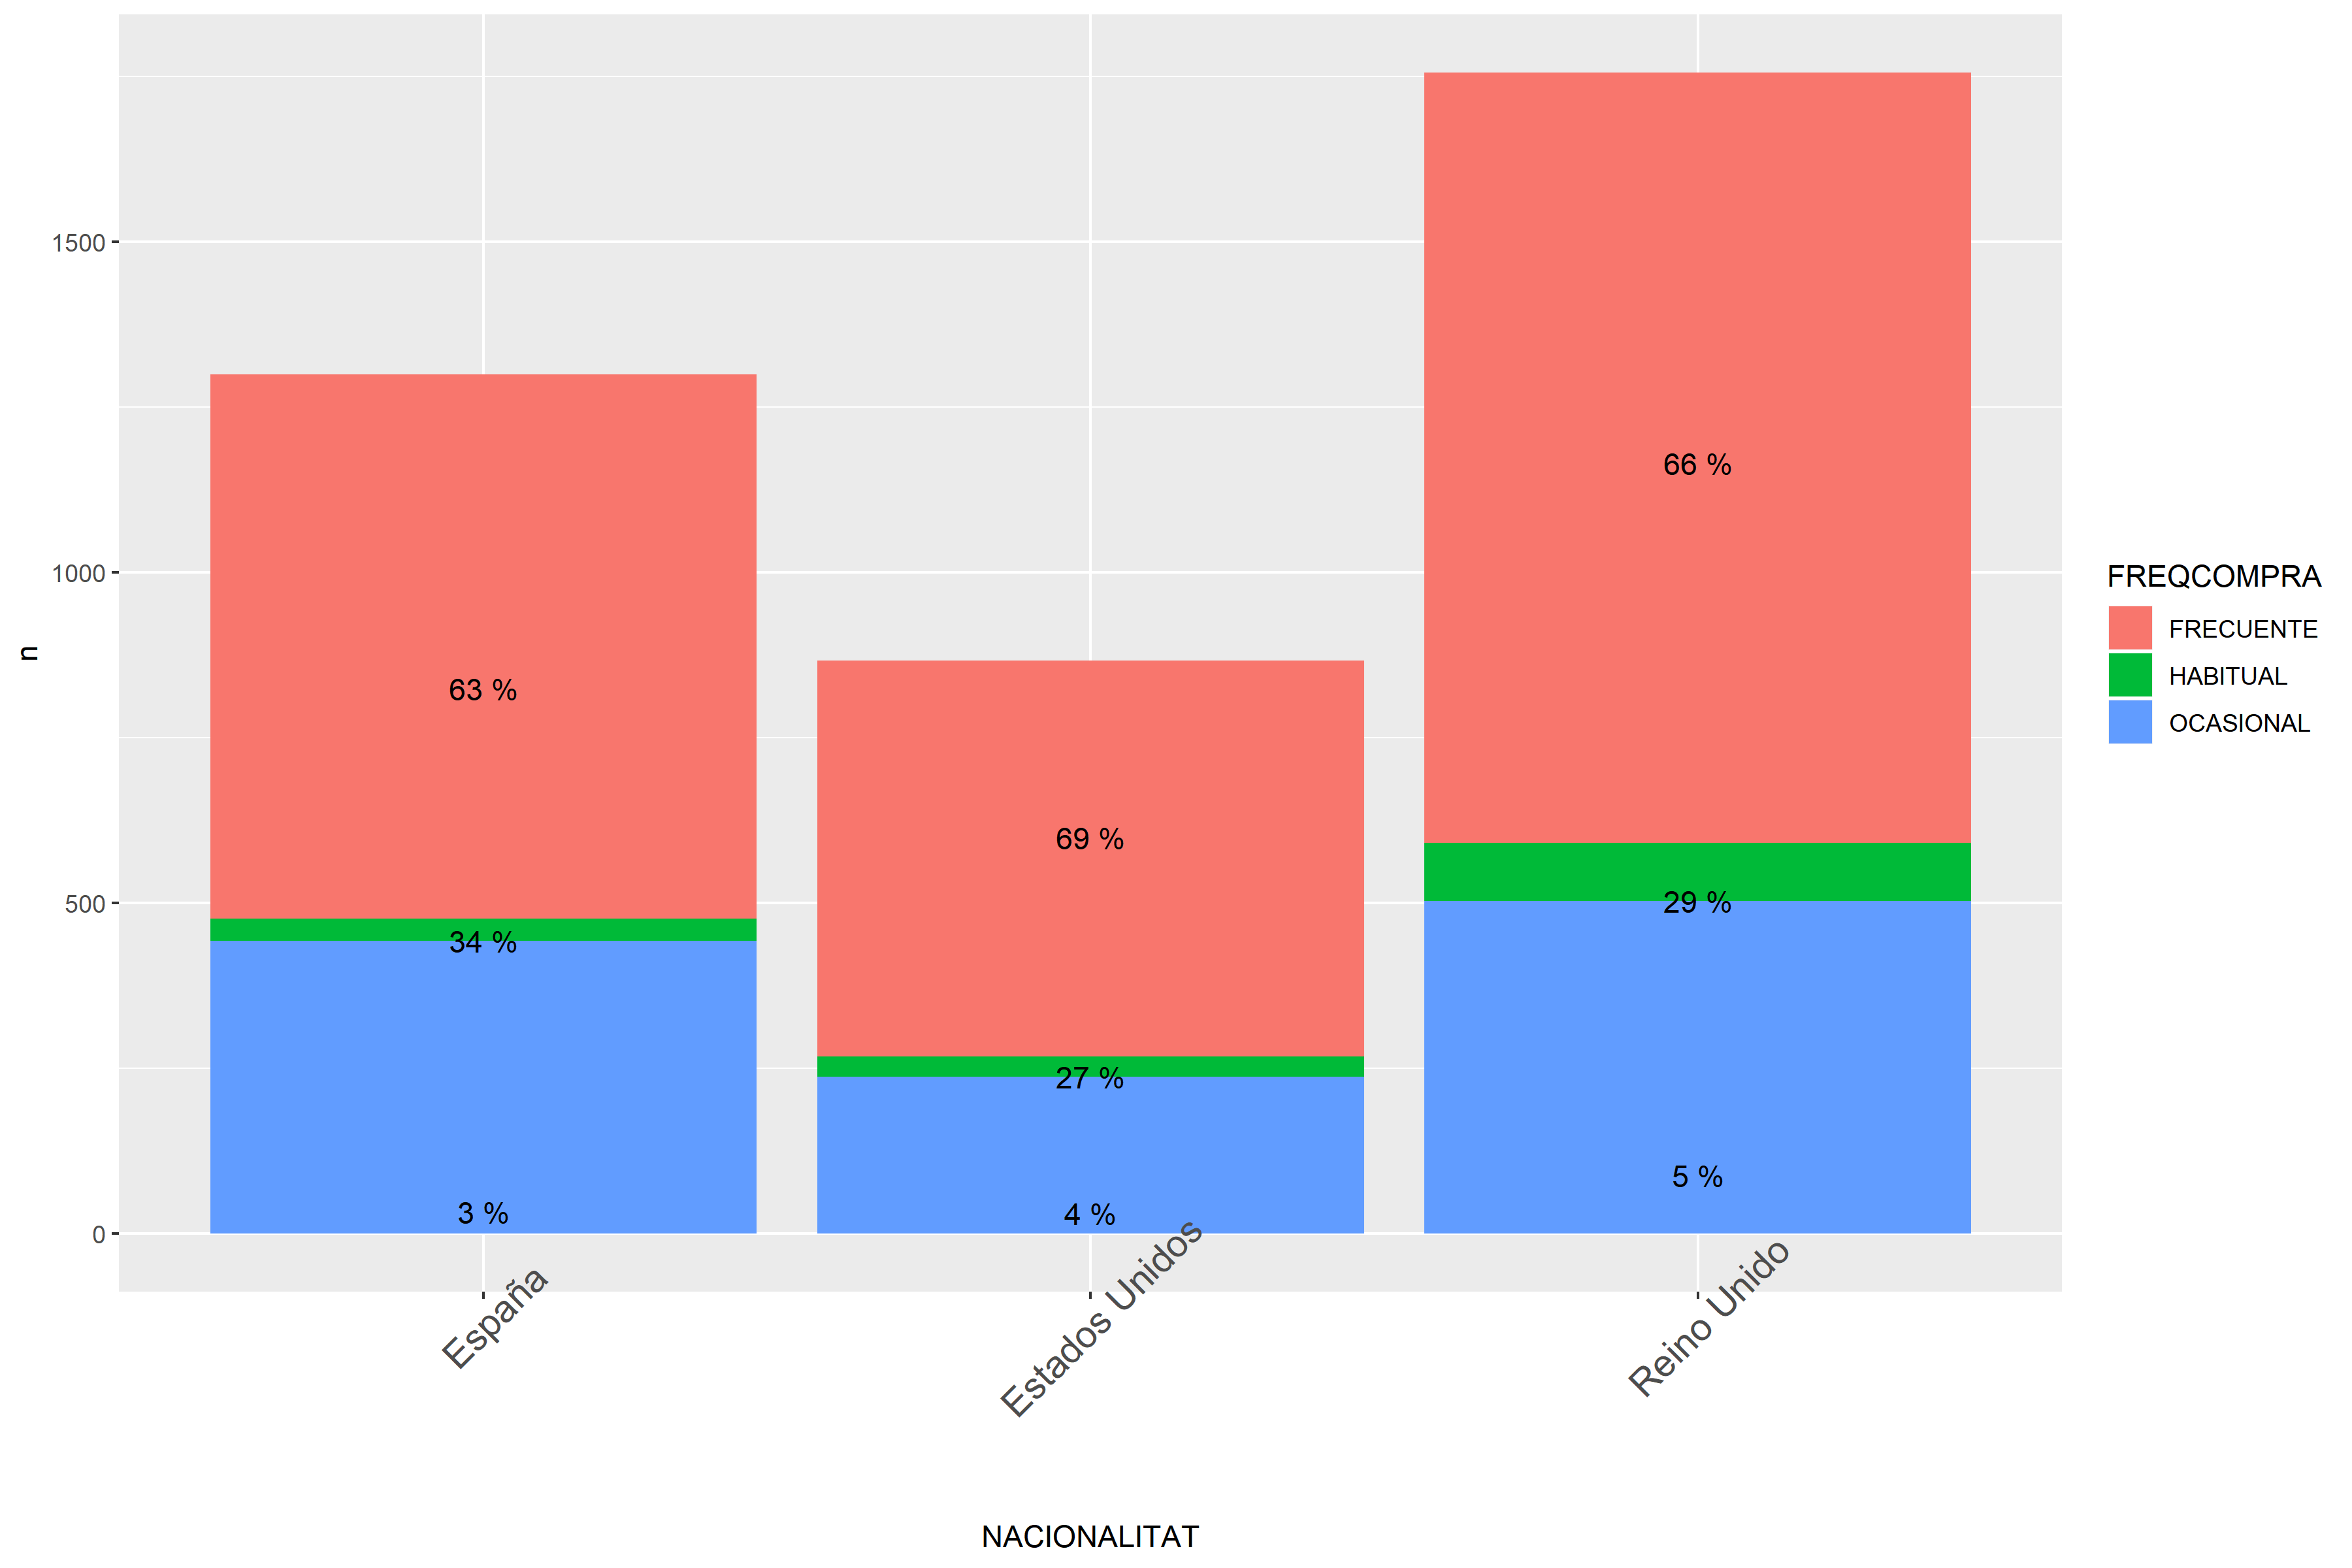 1500
1000
500
0
n
63 %
34 %
3 %
69 %
27 %
4 %
66 %
29 %
5 %
España
Estados Unidos
Reino Unido
NACIONALITAT
FREQCOMPRA
FRECUENTE
HABITUAL
OCASIONAL